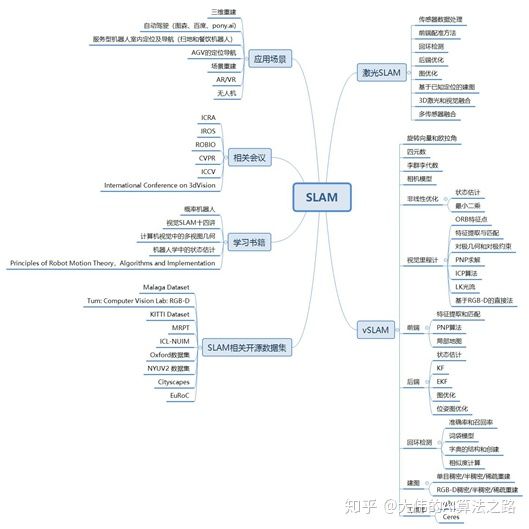 三维重建
自动驾驶(图森、百度、pony.ai)
服务型机器人室内定位及导航(扫地和餐饮机器人)
AGV的定位导航
场景重建
AR/VR
无人机
应用场景
ICRA
IROS
ROBIO
CVPR
ICCV
International Conference on 3dVision
相关会议
概率机器人
视觉SLAM十四讲
计算机视觉中的多视图几何
机器人学中的状态估计
Principles of Robot Motion Theory, Algorithms and Implementation
学习书籍
Malaga Dataset
Tum: Computer Vision Lab: RGB-D
KITTI Dataset
MRPT
ICL-NUIM
Oxford数据集
NYUV2 数据集
Cityscapes
EuRoC
SLAM相关开源数据集
SLAM
激光SLAM
传感器数据处理
前端配准方法
回环检测
后端优化
图优化
基于已知定位的建图
3D激光和视觉融合
多传感器融合
vSLAM
旋转向量和欧拉角
四元数
李群李代数
相机模型
非线性优化
状态估计
最小二乘
视觉里程计
ORB特征点
特征提取与匹配
对极几何和对极约束
PNP求解
ICP算法
LK光流
基于RGB-D的直接法
前端
特征提取和匹配
PNP算法
局部地图
后端
状态估计
KF
EKF
图优化
位姿图优化
回环检测
准确率和召回率
词袋模型
字典的结构和创建
相似度计算
建图
单目稠密/半稠密/稀疏重建
RGB-D稠密/半稠密/稀疏重建
Ceres
知乎 @大伟的AI算法之路